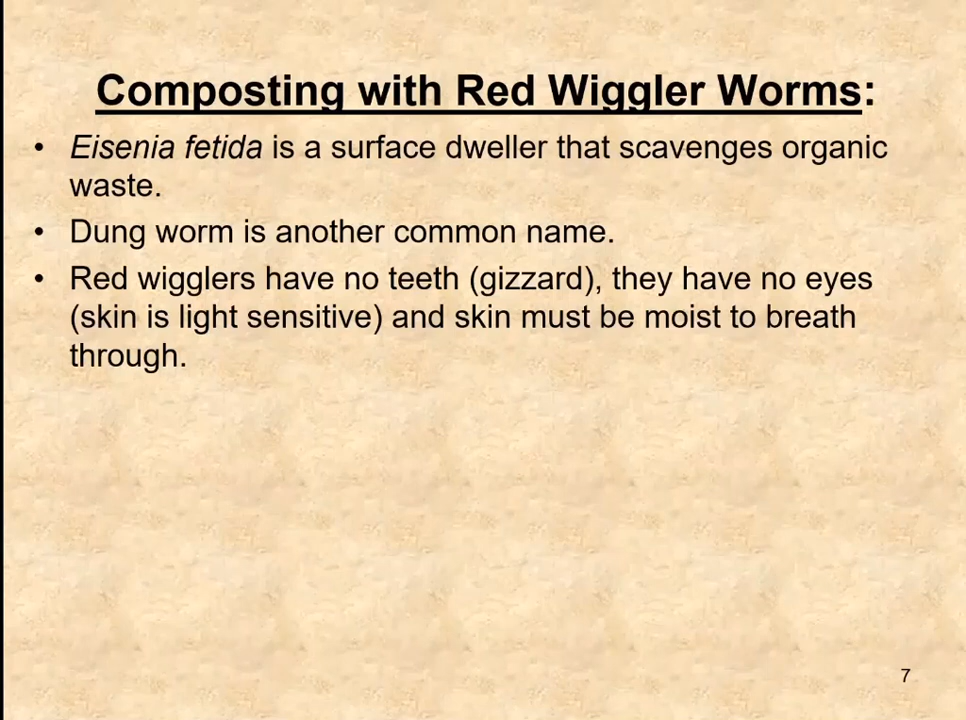 Composting with Red Wiggler Worms:
• Eisenia fetida is a surface dweller that scavenges organic
waste.
• Dung worm is another common name.
• Red wigglers have no teeth (gizzard), they have no eyes
(skin is light sensitive) and skin must be moist to breath
through.
7